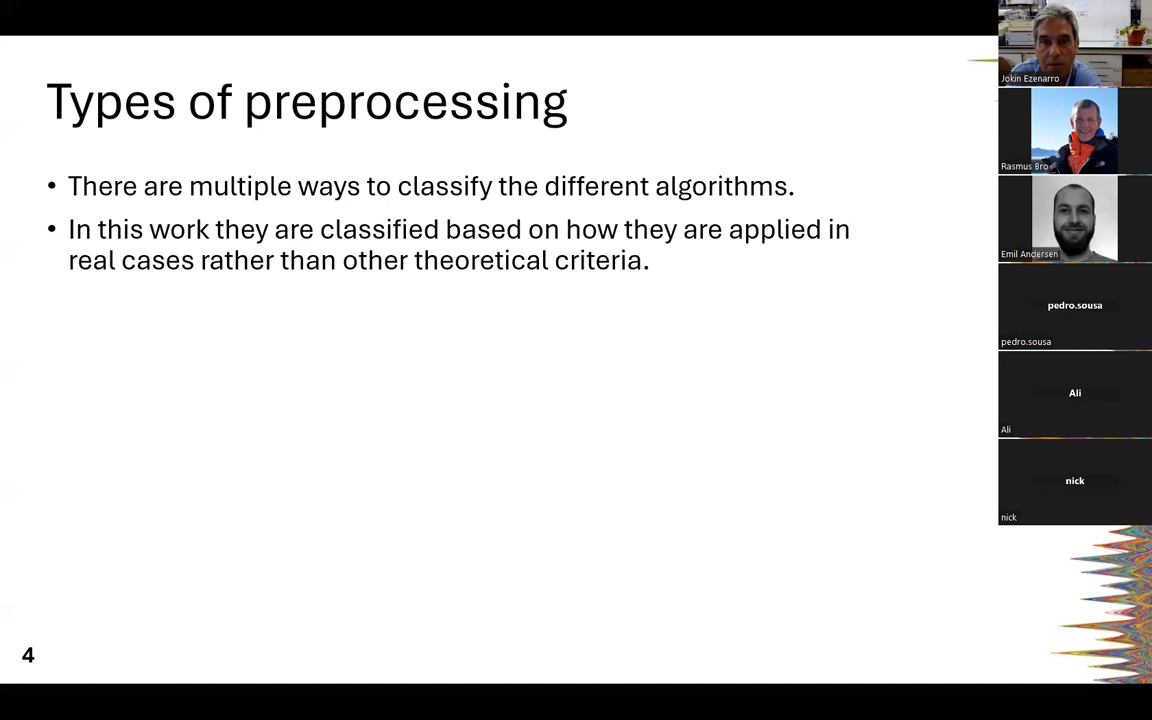 Types of preprocessing
• There are multiple ways to classify the different algorithms.
• In this work they are classified based on how they are applied in
real cases rather than other theoretical criteria.
4
Jokin Ezenarro
Rasmus Bro
Emil Andersen
pedro.sousa
pedro.sousa
Ali
Ali
nick
nick